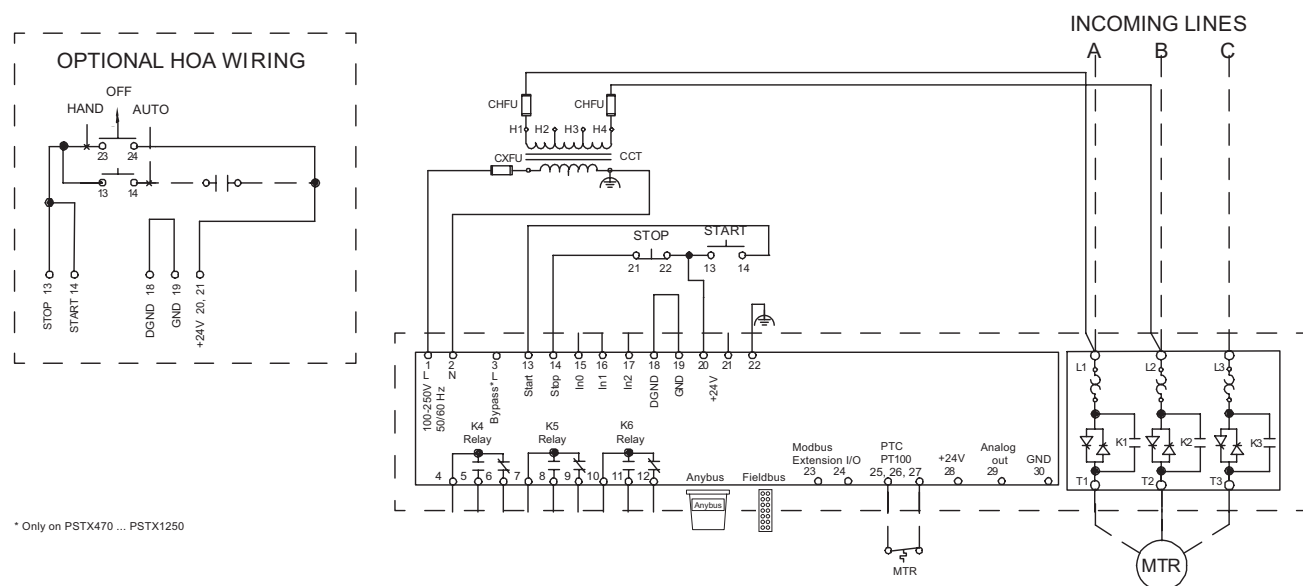 OPTIONAL HOA WIRING
OFF
HAND AUTO
23 24
13 14
STOP 13
START 14
DGND 18
GND 19
+24V 20, 21
INCOMING LINES
A B C
CHFU CHFU
H1 H2 H3 H4
CXFU CCT
STOP START
21 22 13 14
1 2 3 13 14 15 16 17 18 19 20 21 22
L
N
Bypass* L
Start
Stop
In0
In1
In2
DGND
GND
+24V
100-250V
50/60 Hz
K4
Relay
K5
Relay
K6
Relay
4 5 6 7 8 9 10 11 12
Anybus
Anybus
Fieldbus
Modbus
Extension I/O
23 24
PTC
PT100
25, 26, 27
+24V
28
Analog
out
29
GND
30
L1 L2 L3
K1 K2 K3
T1 T2 T3
MTR
MTR
* Only on PSTX470 ... PSTX1250